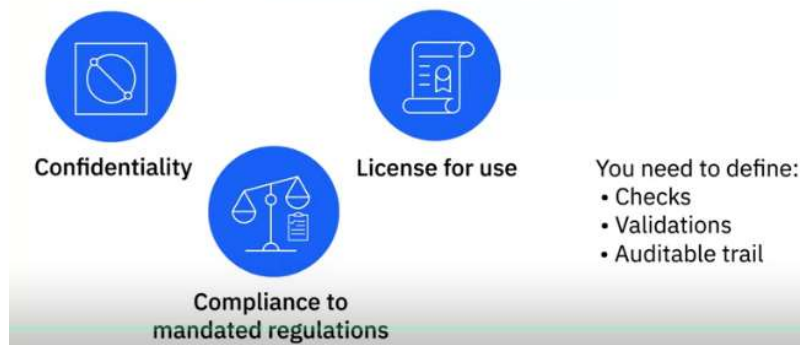 Confidentiality
License for use
Compliance to
mandated regulations
You need to define:
• Checks
• Validations
• Auditable trail